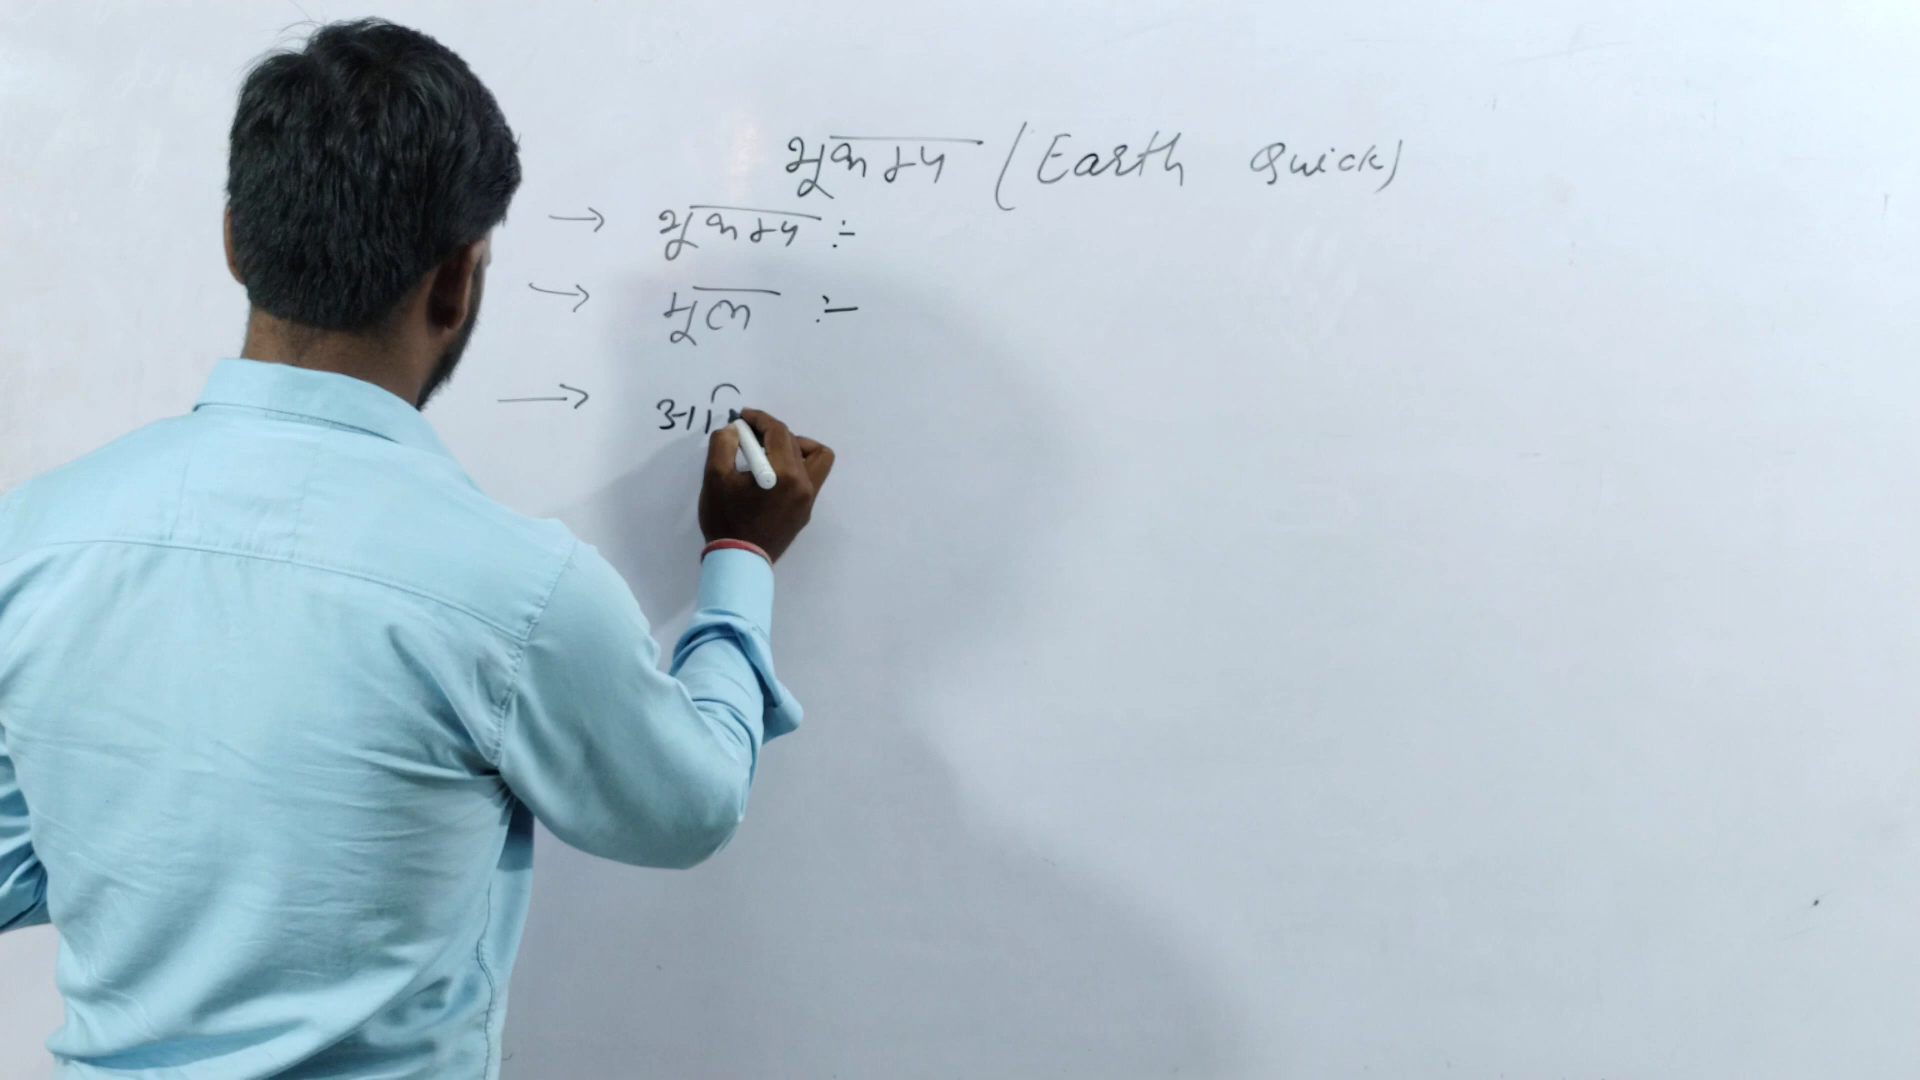 भूकम्प (Earth Quick)
→ भूकम्प :-
→ मूल :-
→